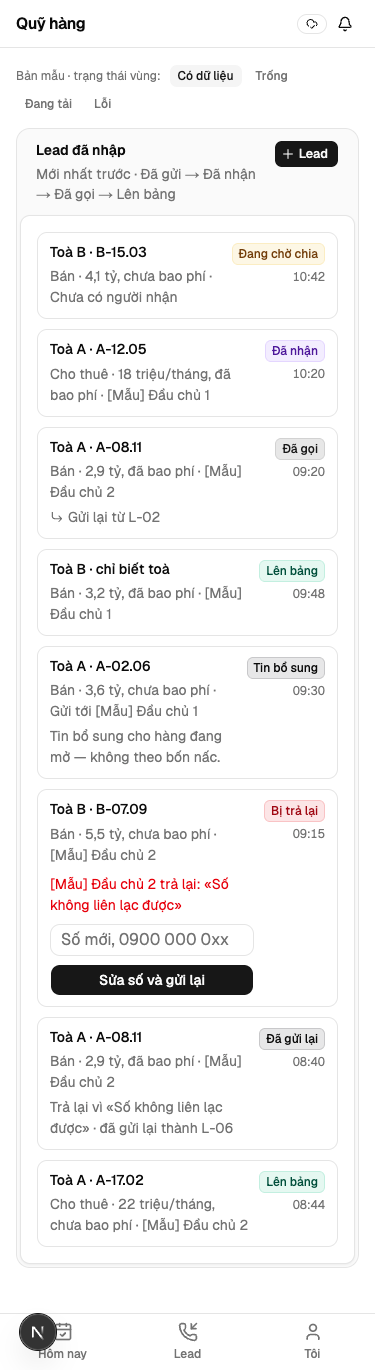 Quỹ hàng
Bản mẫu · trạng thái vùng: Có dữ liệu Trống
Đang tải Lỗi
Lead đã nhập
+ Lead
Mới nhất trước · Đã gửi → Đã nhận
→ Đã gọi → Lên bảng
Toà B · B-15.03 Đang chờ chia
Bán · 4,1 tỷ, chưa bao phí · 10:42
Chưa có người nhận
Toà A · A-12.05 Đã nhận
Cho thuê · 18 triệu/tháng, đã 10:20
bao phí · [Mẫu] Đầu chủ 1
Toà A · A-08.11 Đã gọi
Bán · 2,9 tỷ, đã bao phí · [Mẫu] 09:20
Đầu chủ 2
↳ Gửi lại từ L-02
Toà B · chỉ biết toà Lên bảng
Bán · 3,2 tỷ, đã bao phí · [Mẫu] 09:48
Đầu chủ 1
Toà A · A-02.06 Tin bổ sung
Bán · 3,6 tỷ, chưa bao phí · 09:30
Gửi tới [Mẫu] Đầu chủ 1
Tin bổ sung cho hàng đang
mở — không theo bốn nấc.
Toà B · B-07.09 Bị trả lại
Bán · 5,5 tỷ, chưa bao phí · 09:15
[Mẫu] Đầu chủ 2
[Mẫu] Đầu chủ 2 trả lại: «Số
không liên lạc được»
Số mới, 0900 000 0xx
Sửa số và gửi lại
Toà A · A-08.11 Đã gửi lại
Bán · 2,9 tỷ, đã bao phí · [Mẫu] 08:40
Đầu chủ 2
Trả lại vì «Số không liên lạc
được» · đã gửi lại thành L-06
Toà A · A-17.02 Lên bảng
Cho thuê · 22 triệu/tháng, 08:44
chưa bao phí · [Mẫu] Đầu chủ 2
N
Hôm nay Lead Tôi